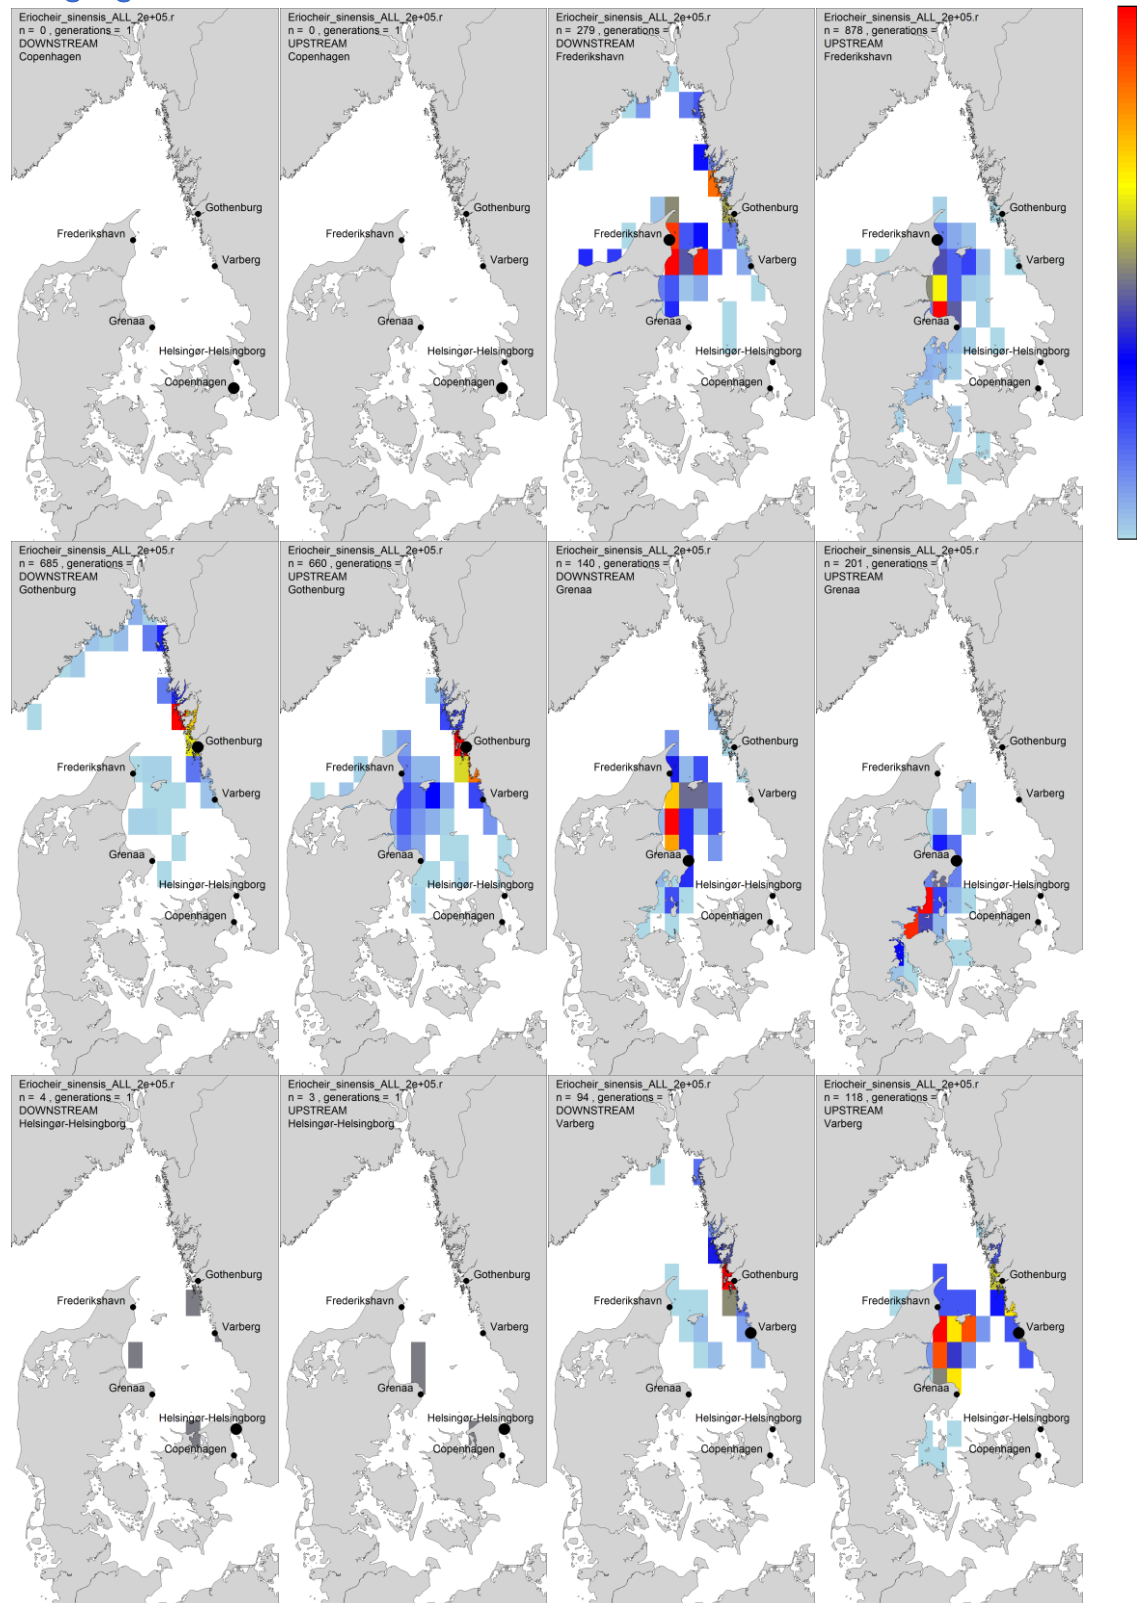 Eriocheir_sinensis_ALL_2e+05.r
n = 0 , generations = 1
DOWNSTREAM
Copenhagen
Gothenburg
Frederikshavn
Varberg
Grenaa
Helsingør-Helsingborg
Copenhagen
Eriocheir_sinensis_ALL_2e+05.r
n = 0 , generations = 1
UPSTREAM
Copenhagen
Gothenburg
Frederikshavn
Varberg
Grenaa
Helsingør-Helsingborg
Copenhagen
Eriocheir_sinensis_ALL_2e+05.r
n = 279 , generations = 1
DOWNSTREAM
Frederikshavn
Gothenburg
Frederikshavn
Varberg
Grenaa
Helsingør-Helsingborg
Copenhagen
Eriocheir_sinensis_ALL_2e+05.r
n = 878 , generations = 1
UPSTREAM
Frederikshavn
Gothenburg
Frederikshavn
Varberg
Grenaa
Helsingør-Helsingborg
Copenhagen
Eriocheir_sinensis_ALL_2e+05.r
n = 685 , generations = 1
DOWNSTREAM
Gothenburg
Gothenburg
Frederikshavn
Varberg
Grenaa
Helsingør-Helsingborg
Copenhagen
Eriocheir_sinensis_ALL_2e+05.r
n = 660 , generations = 1
UPSTREAM
Gothenburg
Gothenburg
Frederikshavn
Varberg
Grenaa
Helsingør-Helsingborg
Copenhagen
Eriocheir_sinensis_ALL_2e+05.r
n = 140 , generations = 1
DOWNSTREAM
Grenaa
Gothenburg
Frederikshavn
Varberg
Grenaa
Helsingør-Helsingborg
Copenhagen
Eriocheir_sinensis_ALL_2e+05.r
n = 201 , generations = 1
UPSTREAM
Grenaa
Gothenburg
Frederikshavn
Varberg
Grenaa
Helsingør-Helsingborg
Copenhagen
Eriocheir_sinensis_ALL_2e+05.r
n = 4 , generations = 1
DOWNSTREAM
Helsingør-Helsingborg
Gothenburg
Frederikshavn
Varberg
Grenaa
Helsingør-Helsingborg
Copenhagen
Eriocheir_sinensis_ALL_2e+05.r
n = 3 , generations = 1
UPSTREAM
Helsingør-Helsingborg
Gothenburg
Frederikshavn
Varberg
Grenaa
Helsingør-Helsingborg
Copenhagen
Eriocheir_sinensis_ALL_2e+05.r
n = 94 , generations = 1
DOWNSTREAM
Varberg
Gothenburg
Frederikshavn
Varberg
Grenaa
Helsingør-Helsingborg
Copenhagen
Eriocheir_sinensis_ALL_2e+05.r
n = 118 , generations = 1
UPSTREAM
Varberg
Gothenburg
Frederikshavn
Varberg
Grenaa
Helsingør-Helsingborg
Copenhagen